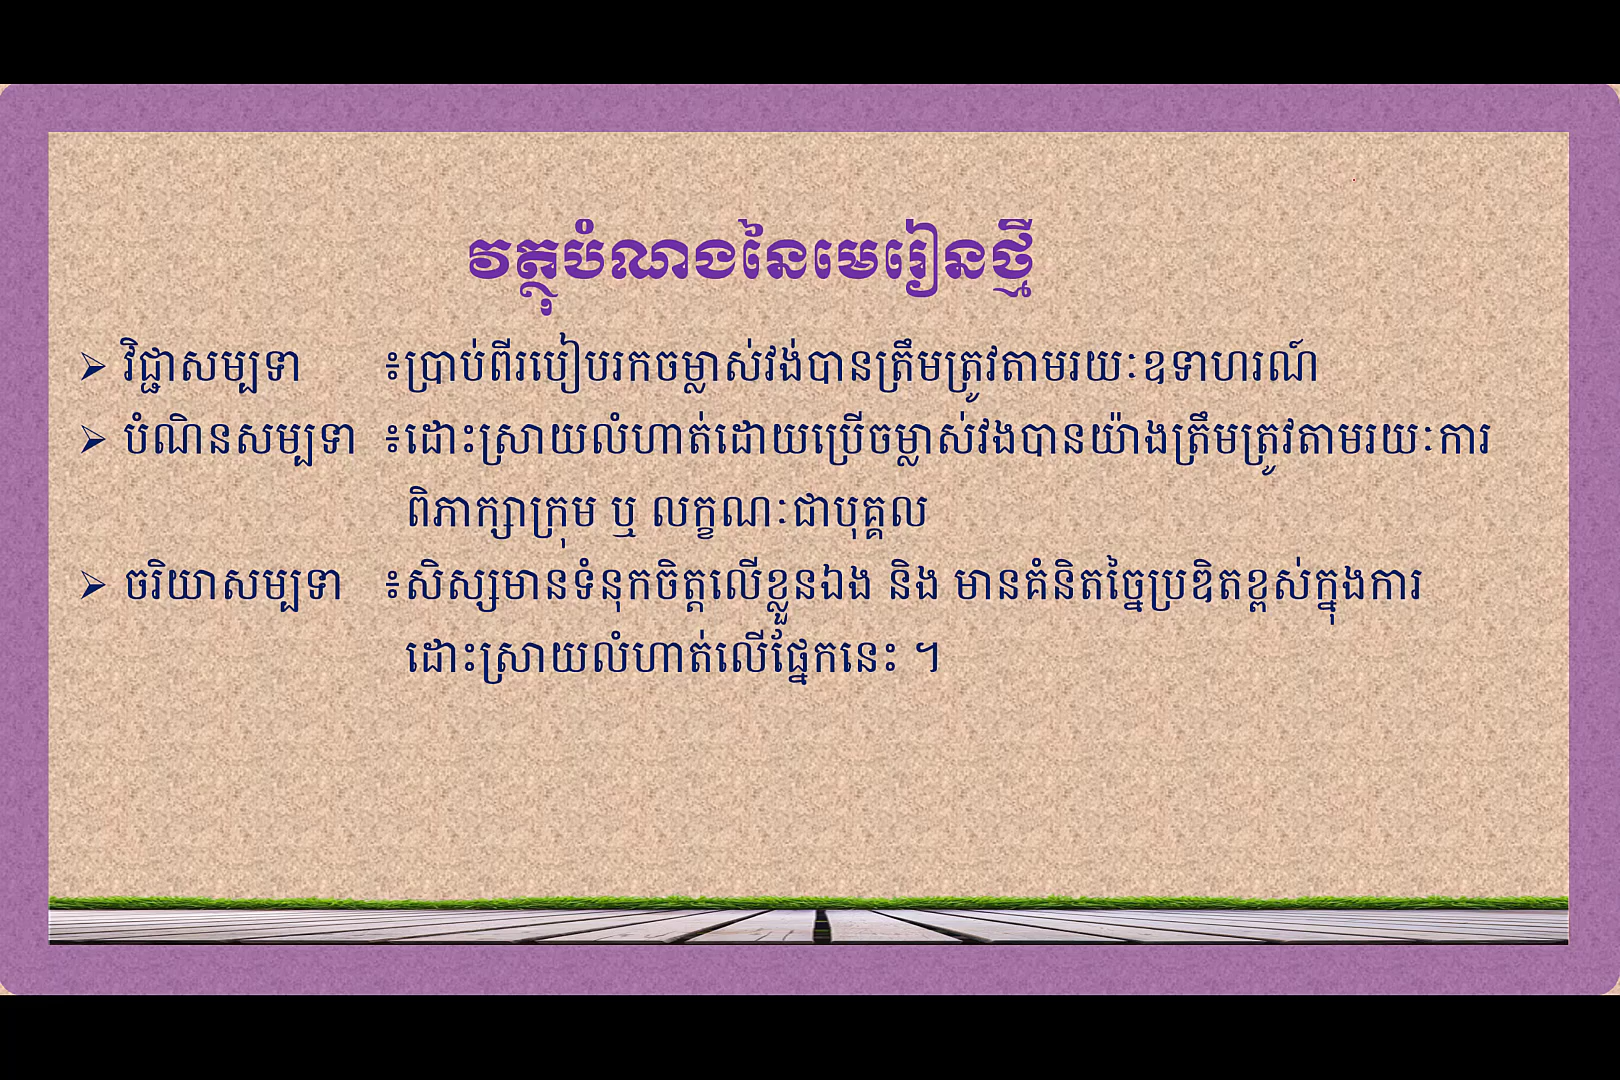 វត្ថុបំណងនៃមេរៀនថ្មី
➢ វិជ្ជាសម្បទា ៖ប្រាប់ពីរបៀបរកចម្លាស់វង់បានត្រឹមត្រូវតាមរយៈឧទាហរណ៍
➢ បំណិនសម្បទា ៖ដោះស្រាយលំហាត់ដោយប្រើចម្លាស់វងបានយ៉ាងត្រឹមត្រូវតាមរយៈការ
ពិភាក្សាក្រុម ឬ លក្ខណៈជាបុគ្គល
➢ ចរិយាសម្បទា ៖សិស្សមានទំនុកចិត្តលើខ្លួនឯង និង មានគំនិតច្នៃប្រឌិតខ្ពស់ក្នុងការ
ដោះស្រាយលំហាត់លើផ្នែកនេះ ។